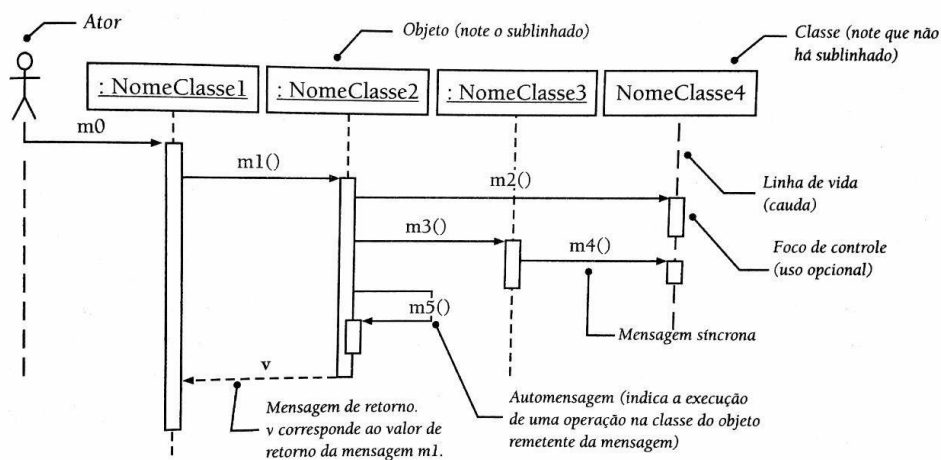 Ator
Objeto (note o sublinhado)
Classe (note que não
há sublinhado)
: NomeClasse1
: NomeClasse2
: NomeClasse3
NomeClasse4
m0
m1()
m2()
Linha de vida
(cauda)
m3()
m4()
Foco de controle
(uso opcional)
m5()
Mensagem síncrona
v
Mensagem de retorno.
v corresponde ao valor de
retorno da mensagem m1.
Automensagem (indica a execução
de uma operação na classe do objeto
remetente da mensagem)